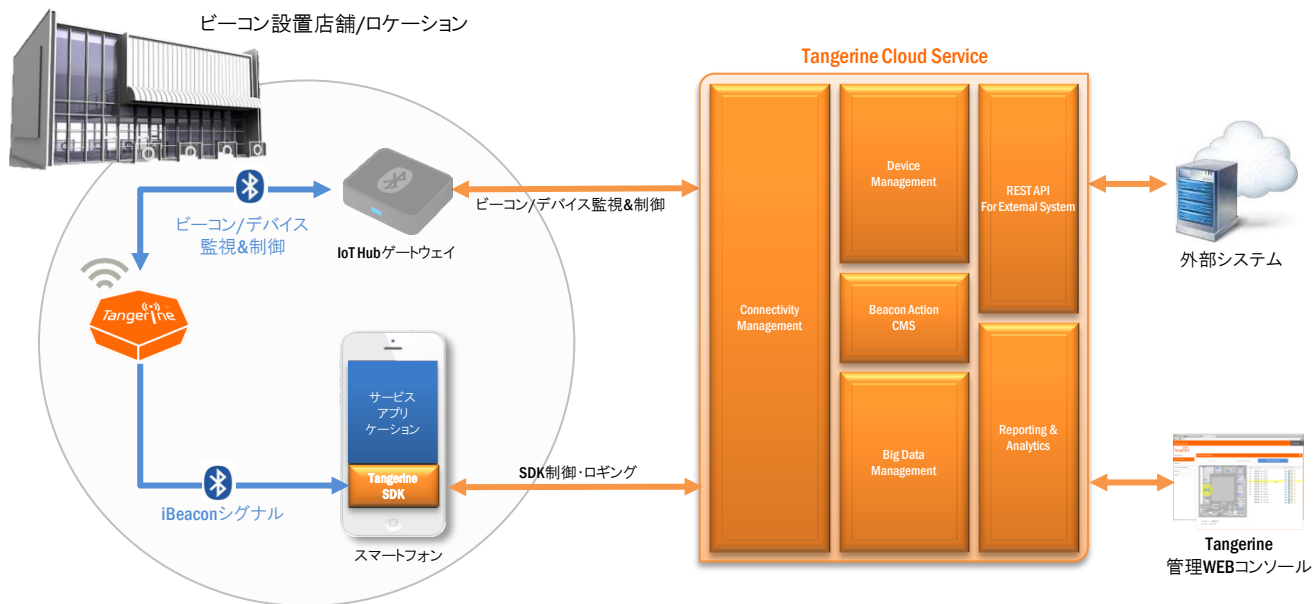 ビーコン設置店舗/ロケーション
ビーコン/デバイス
監視&制御
IoT Hubゲートウェイ
ビーコン/デバイス監視&制御
Tangerine
サービス
アプリ
ケーション
Tangerine
SDK
iBeaconシグナル
スマートフォン
SDK制御・ロギング
Tangerine Cloud Service
Connectivity
Management
Device
Management
Beacon Action
CMS
Big Data
Management
REST API
For External System
Reporting &
Analytics
外部システム
Tangerine
管理WEBコンソール